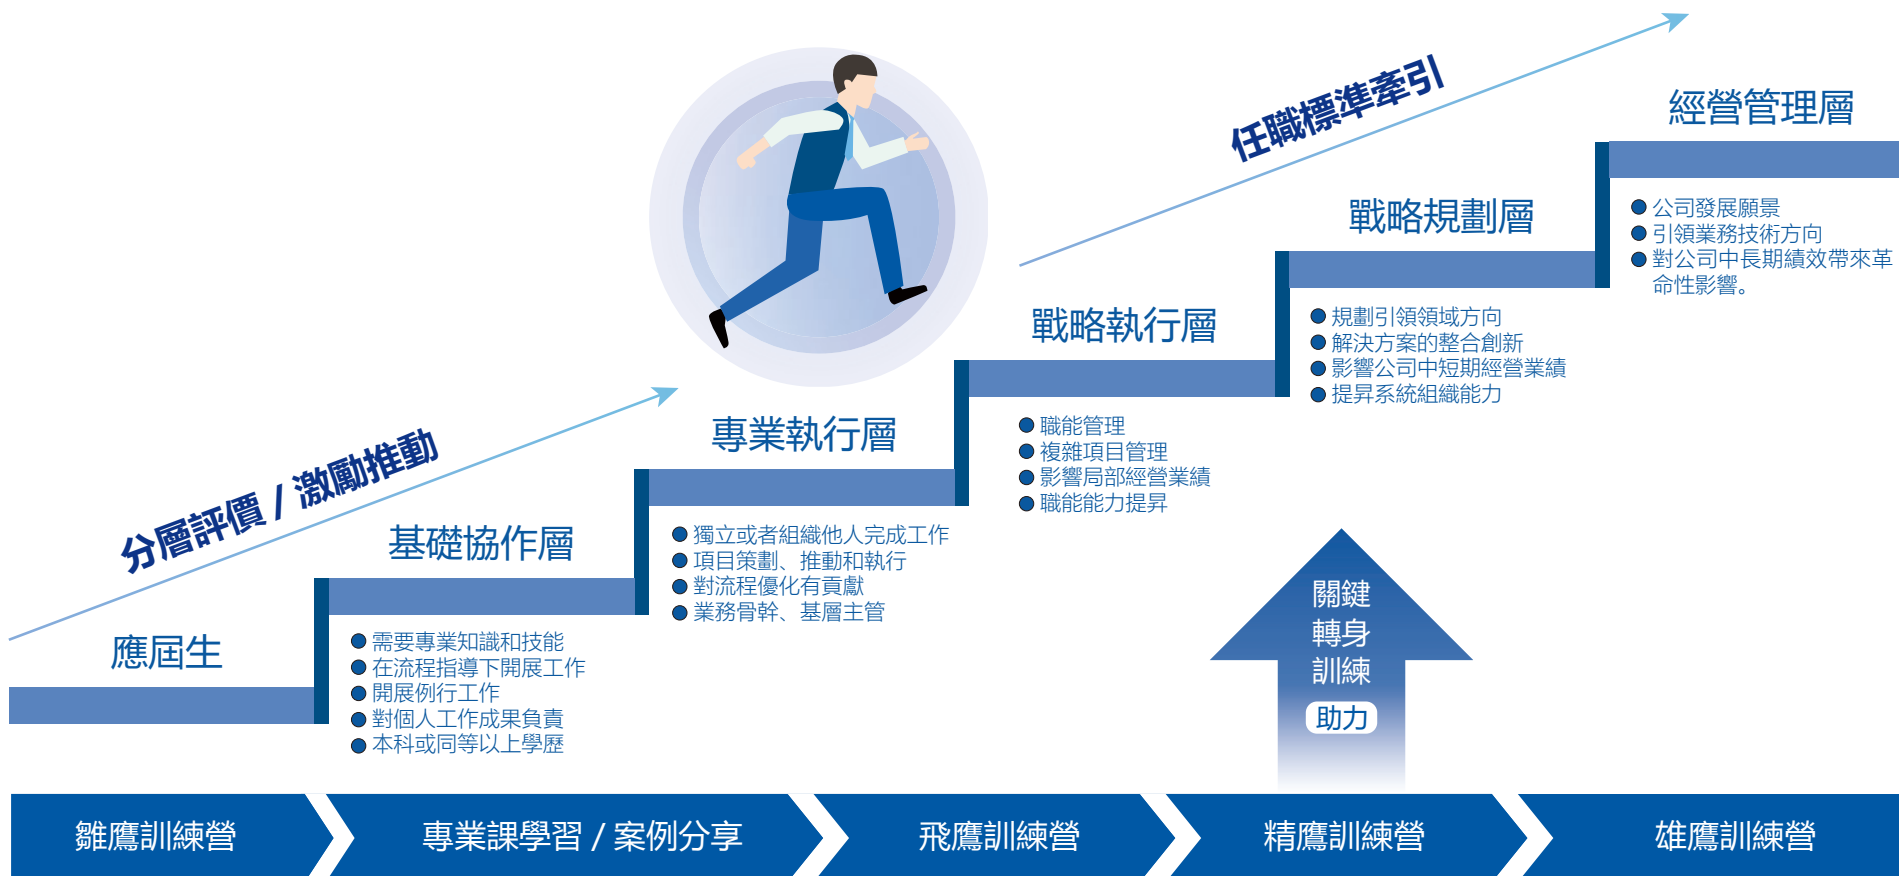 任職標準牽引
經營管理層
公司發展願景
引領業務技術方向
對公司中長期績效帶來革
命性影響。
戰略規劃層
規劃引領領域方向
解決方案的整合創新
影響公司中短期經營業績
提昇系統組織能力
戰略執行層
職能管理
複雜項目管理
影響局部經營業績
職能能力提昇
分層評價 / 激勵推動
專業執行層
獨立或者組織他人完成工作
項目策劃、推動和執行
對流程優化有貢獻
業務骨幹、基層主管
基礎協作層
需要專業知識和技能
在流程指導下開展工作
開展例行工作
對個人工作成果負責
本科或同等以上學歷
應屆生
關鍵
轉身
訓練
助力
雛鷹訓練營
專業課學習 / 案例分享
飛鷹訓練營
精鷹訓練營
雄鷹訓練營